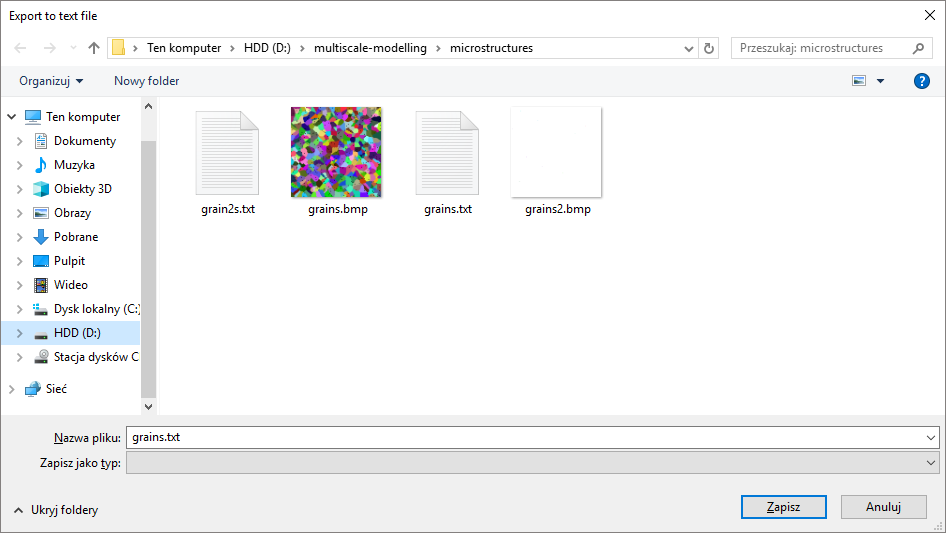 Export to text file
Ten komputer > HDD (D:) > multiscale-modelling > microstructures
Przeszukaj: microstructures
Organizuj
Nowy folder
?
Ten komputer
Dokumenty
Muzyka
Obiekty 3D
Obrazy
Pobrane
Pulpit
Wideo
Dysk lokalny (C:)
HDD (D:)
Stacja dysków C
Sieć
grain2s.txt
grains.bmp
grains.txt
grains2.bmp
Nazwa pliku: grains.txt
Zapisz jako typ:
Ukryj foldery
Zapisz
Anuluj